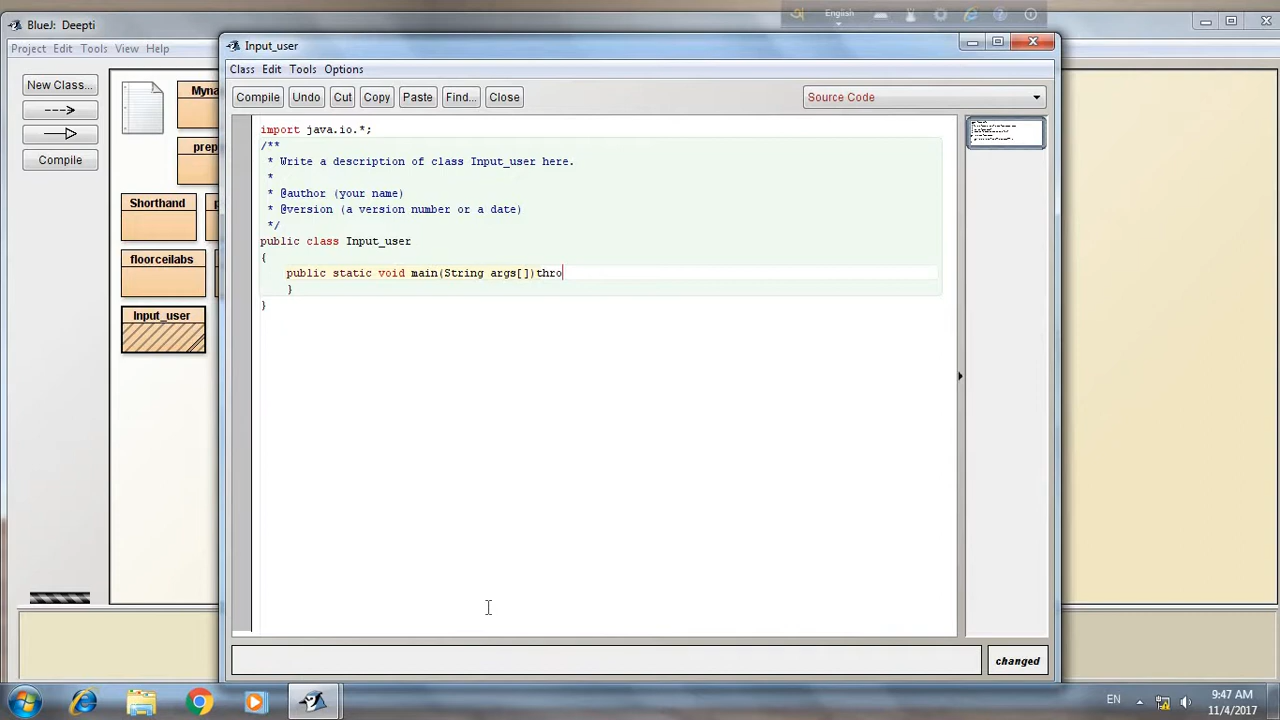 BlueJ: Deepti
English
Project Edit Tools View Help
New Class...
Compile
Myna
prep
Shorthand
p
floorceilabs
Input_user
Input_user
Class Edit Tools Options
Compile Undo Cut Copy Paste Find... Close
Source Code
import java.io.*;
/**
* Write a description of class Input_user here.
*
* @author (your name)
* @version (a version number or a date)
*/
public class Input_user
{
public static void main(String args[])thro
}
}
changed
EN
9:47 AM
11/4/2017